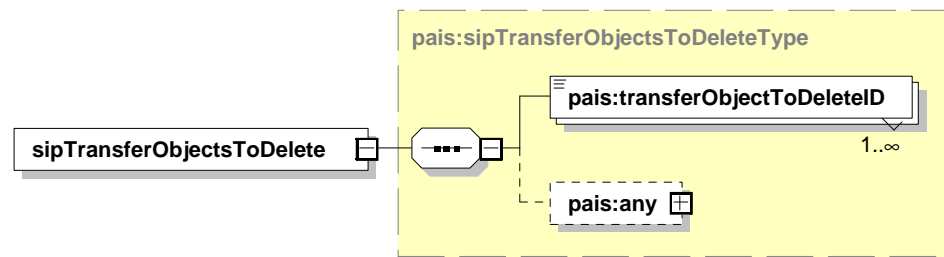 pais:sipTransferObjectsToDeleteType
pais:transferObjectToDeleteID
1..∞
sipTransferObjectsToDelete
pais:any